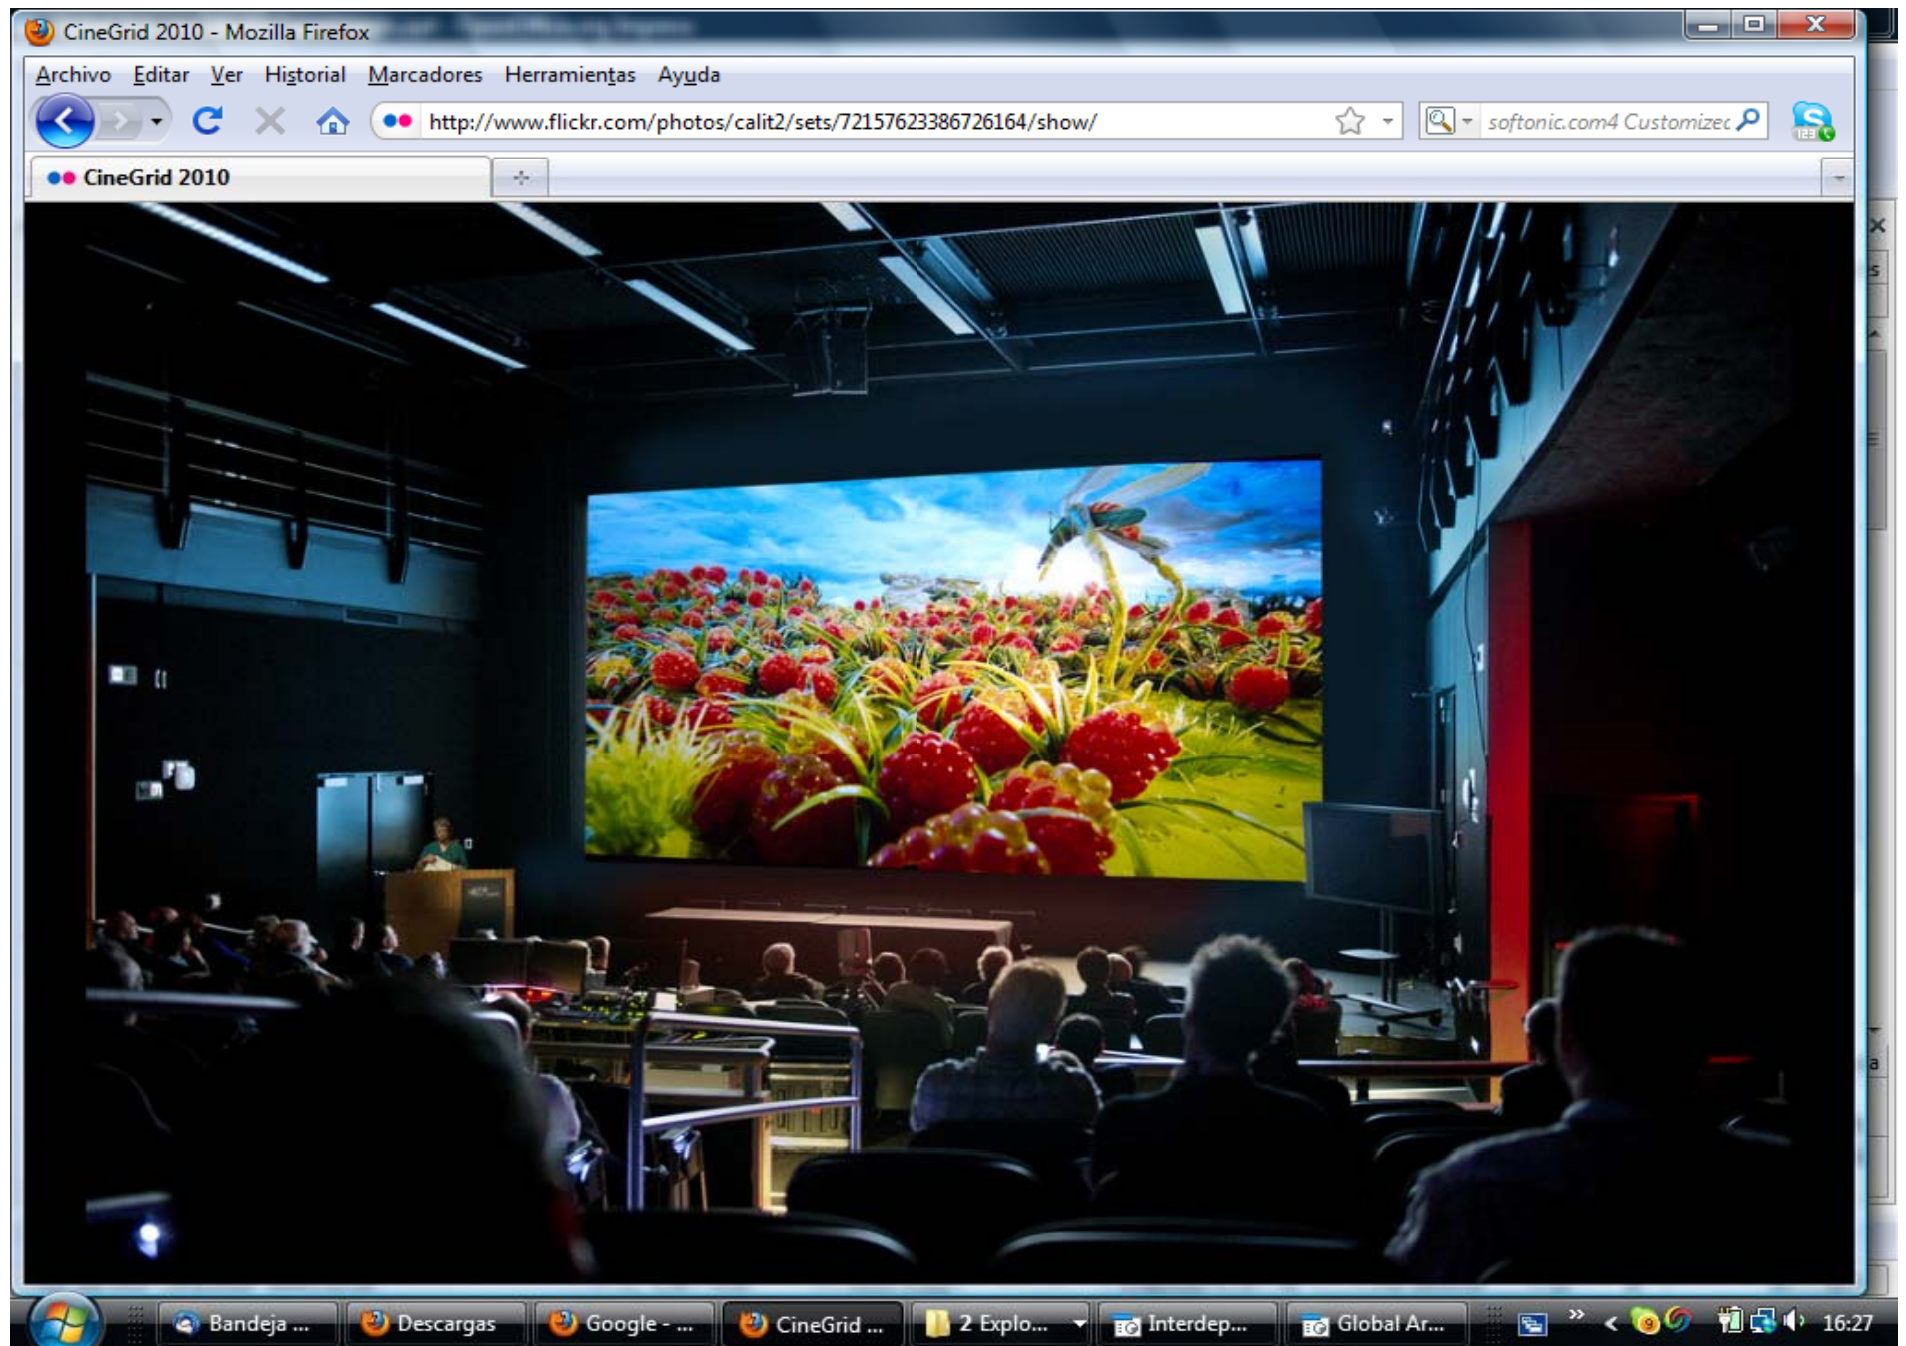 CineGrid 2010 - Mozilla Firefox
Archivo Editar Ver Historial Marcadores Herramientas Ayuda
http://www.flickr.com/photos/calit2/sets/72157623386726164/show/
softonic.com4 Customized
CineGrid 2010
s
a
Bandeja ...
Descargas
Google - ...
CineGrid ...
2 Explo...
Interdep...
Global Ar...
16:27